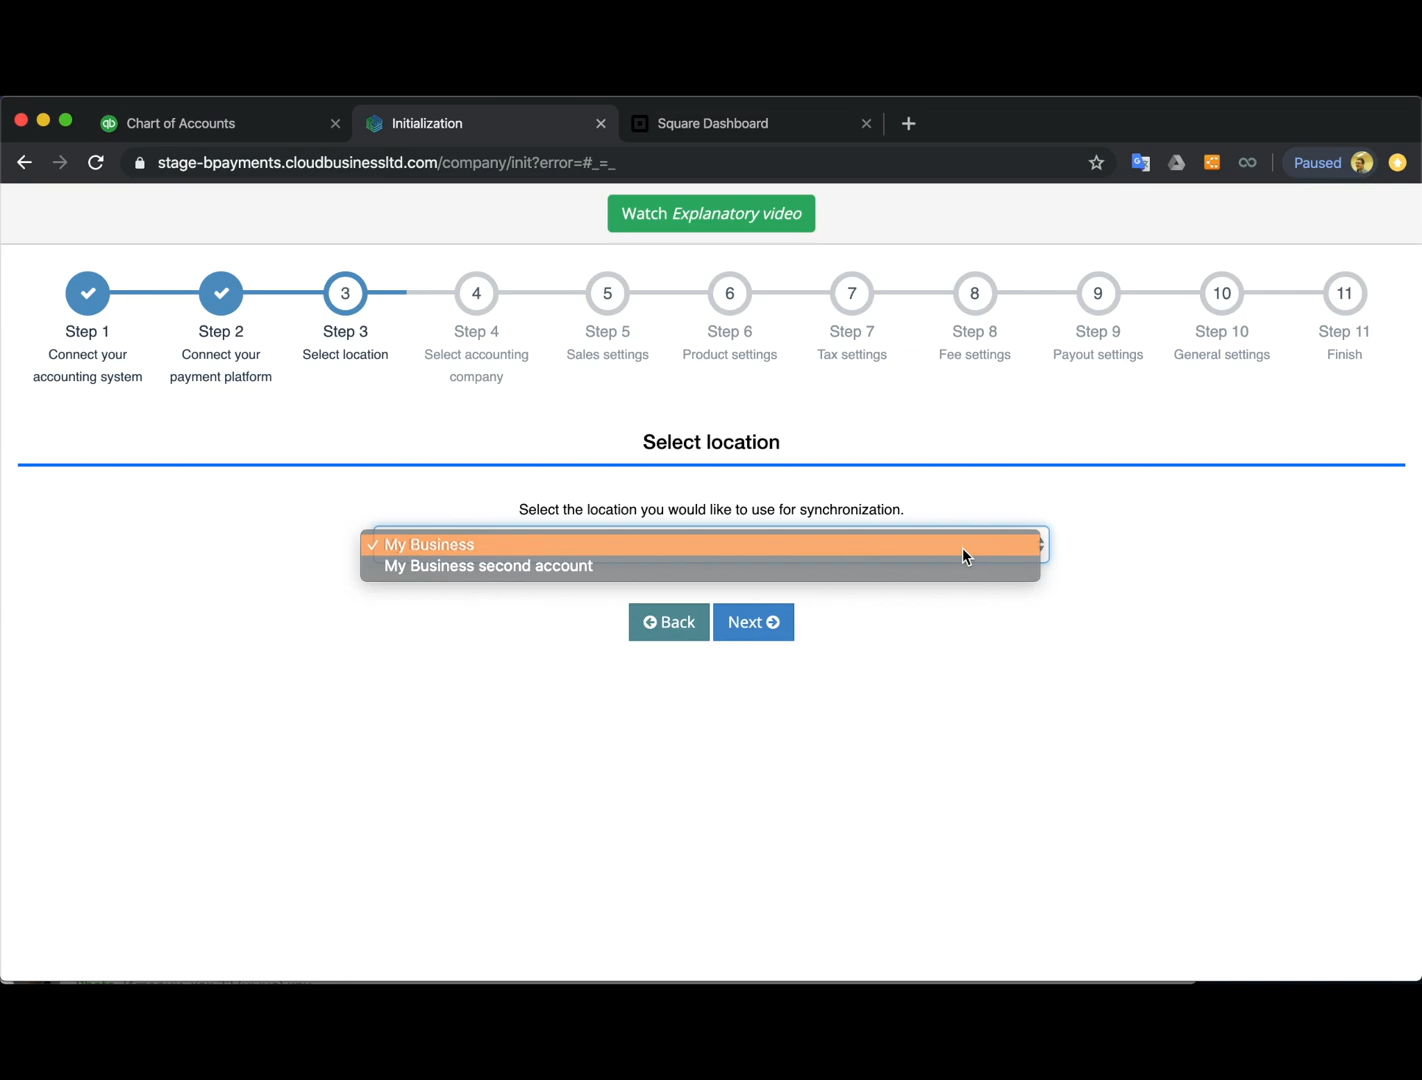 Chart of Accounts
Initialization
Square Dashboard
stage-bpayments.cloudbusinessltd.com/company/init?error=#_=_
Paused
Watch Explanatory video
3 4 5 6 7 8 9 10 11
Step 1 Step 2 Step 3 Step 4 Step 5 Step 6 Step 7 Step 8 Step 9 Step 10 Step 11
Connect your Connect your Select location Select accounting Sales settings Product settings Tax settings Fee settings Payout settings General settings Finish
accounting system payment platform company
Select location
Select the location you would like to use for synchronization.
My Business
My Business second account
Back Next